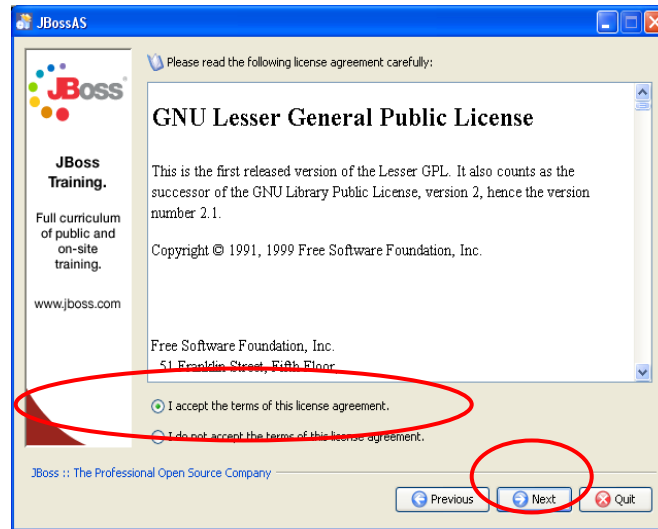 JBossAS
Please read the following license agreement carefully:
JBoss
JBoss
Training.
Full curriculum
of public and
on-site
training.
www.jboss.com
GNU Lesser General Public License
This is the first released version of the Lesser GPL. It also counts as the
successor of the GNU Library Public License, version 2, hence the version
number 2.1.
Copyright © 1991, 1999 Free Software Foundation, Inc.
Free Software Foundation, Inc.
51 Franklin Street, Fifth Floor
I accept the terms of this license agreement.
I do not accept the terms of this license agreement.
JBoss :: The Professional Open Source Company
Previous
Next
Quit